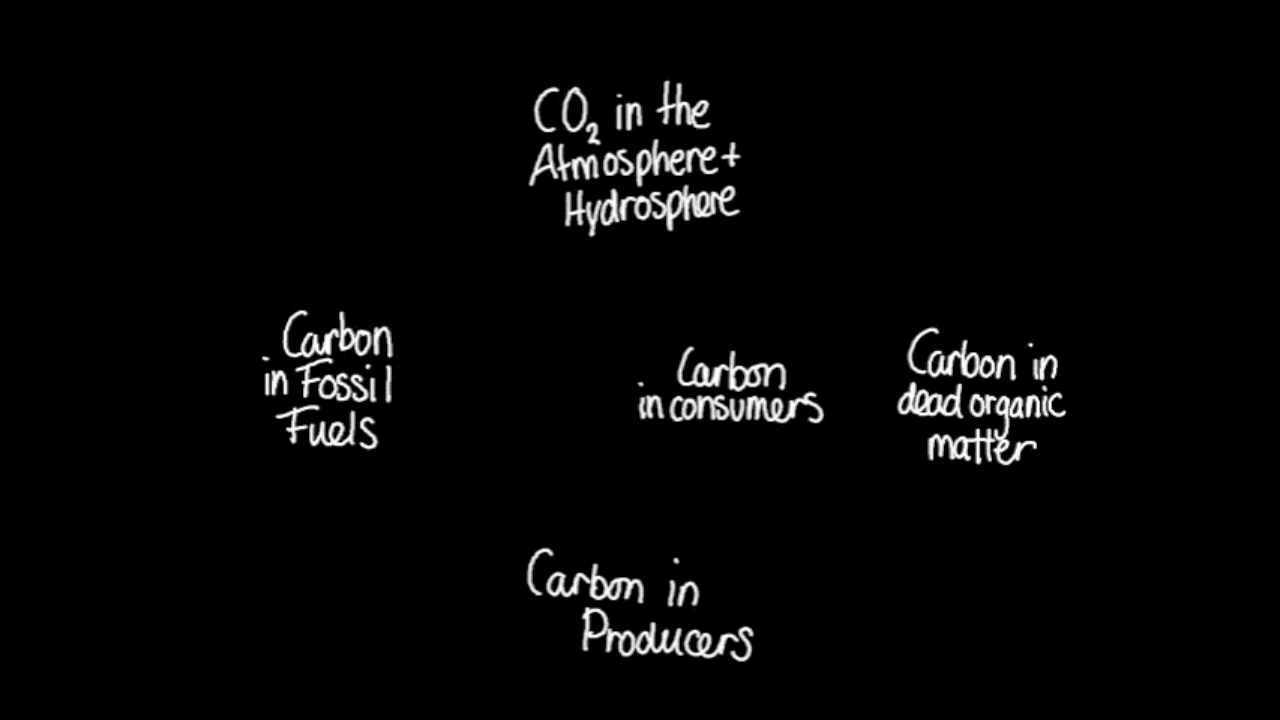 CO₂ in the
Atmosphere+
Hydrosphere
Carbon
in Fossil
Fuels
Carbon
in consumers
Carbon in
dead organic
matter
Carbon in
Producers